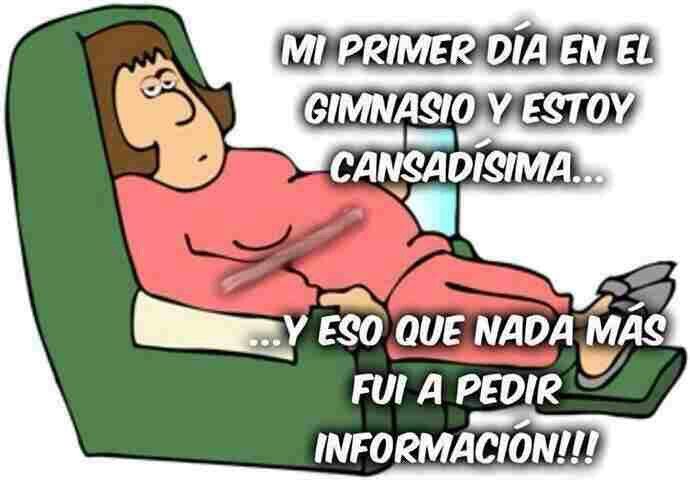 MI PRIMER DÍA EN EL
GIMNASIO Y ESTOY
CANSADÍSIMA...
...Y ESO QUE NADA MÁS
FUI A PEDIR
INFORMACIÓN!!!